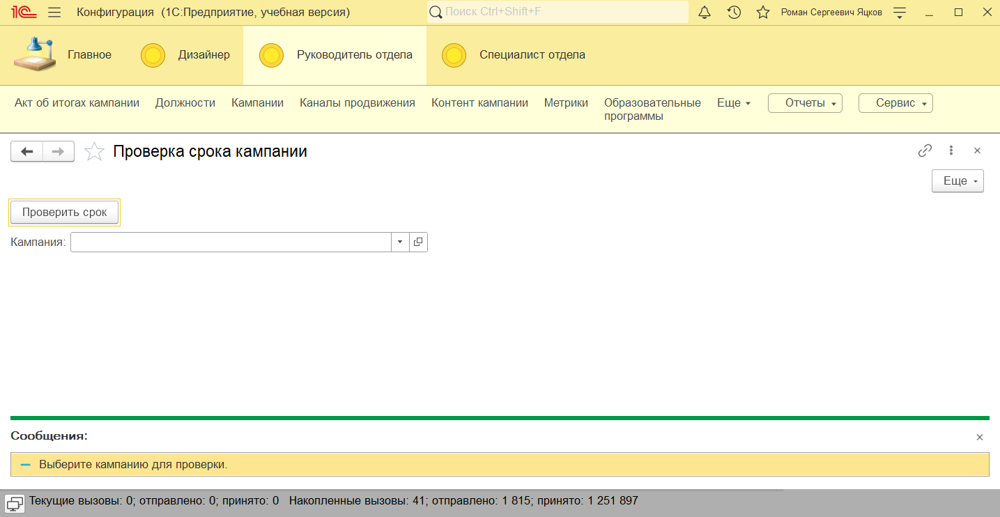 1С Конфигурация (1С:Предприятие, учебная версия) Поиск Ctrl+Shift+F Роман Сергеевич Яцков
Главное Дизайнер Руководитель отдела Специалист отдела
Акт об итогах кампании Должности Кампании Каналы продвижения Контент кампании Метрики Образовательные программы Еще Отчеты Сервис
Проверка срока кампании
Еще
Проверить срок
Кампания:
Сообщения:
Выберите кампанию для проверки.
Текущие вызовы: 0; отправлено: 0; принято: 0 Накопленные вызовы: 41; отправлено: 1 815; принято: 1 251 897